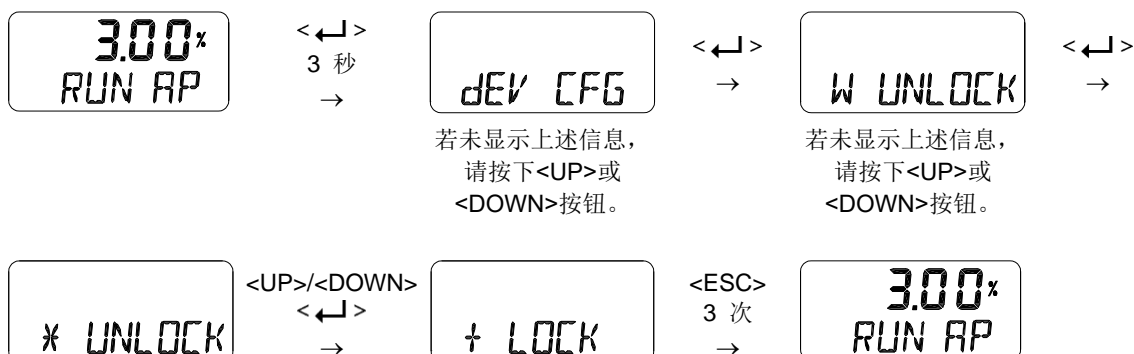 3.00%
RUN AP
<↵>
3 秒
→
dEV CFG
若未显示上述信息，
请按下<UP>或
<DOWN>按钮。
<↵>
→
W UNLOCK
若未显示上述信息，
请按下<UP>或
<DOWN>按钮。
<↵>
→
* UNLOCK
<UP>/<DOWN>
<↵>
→
+ LOCK
<ESC>
3 次
→
3.00%
RUN AP